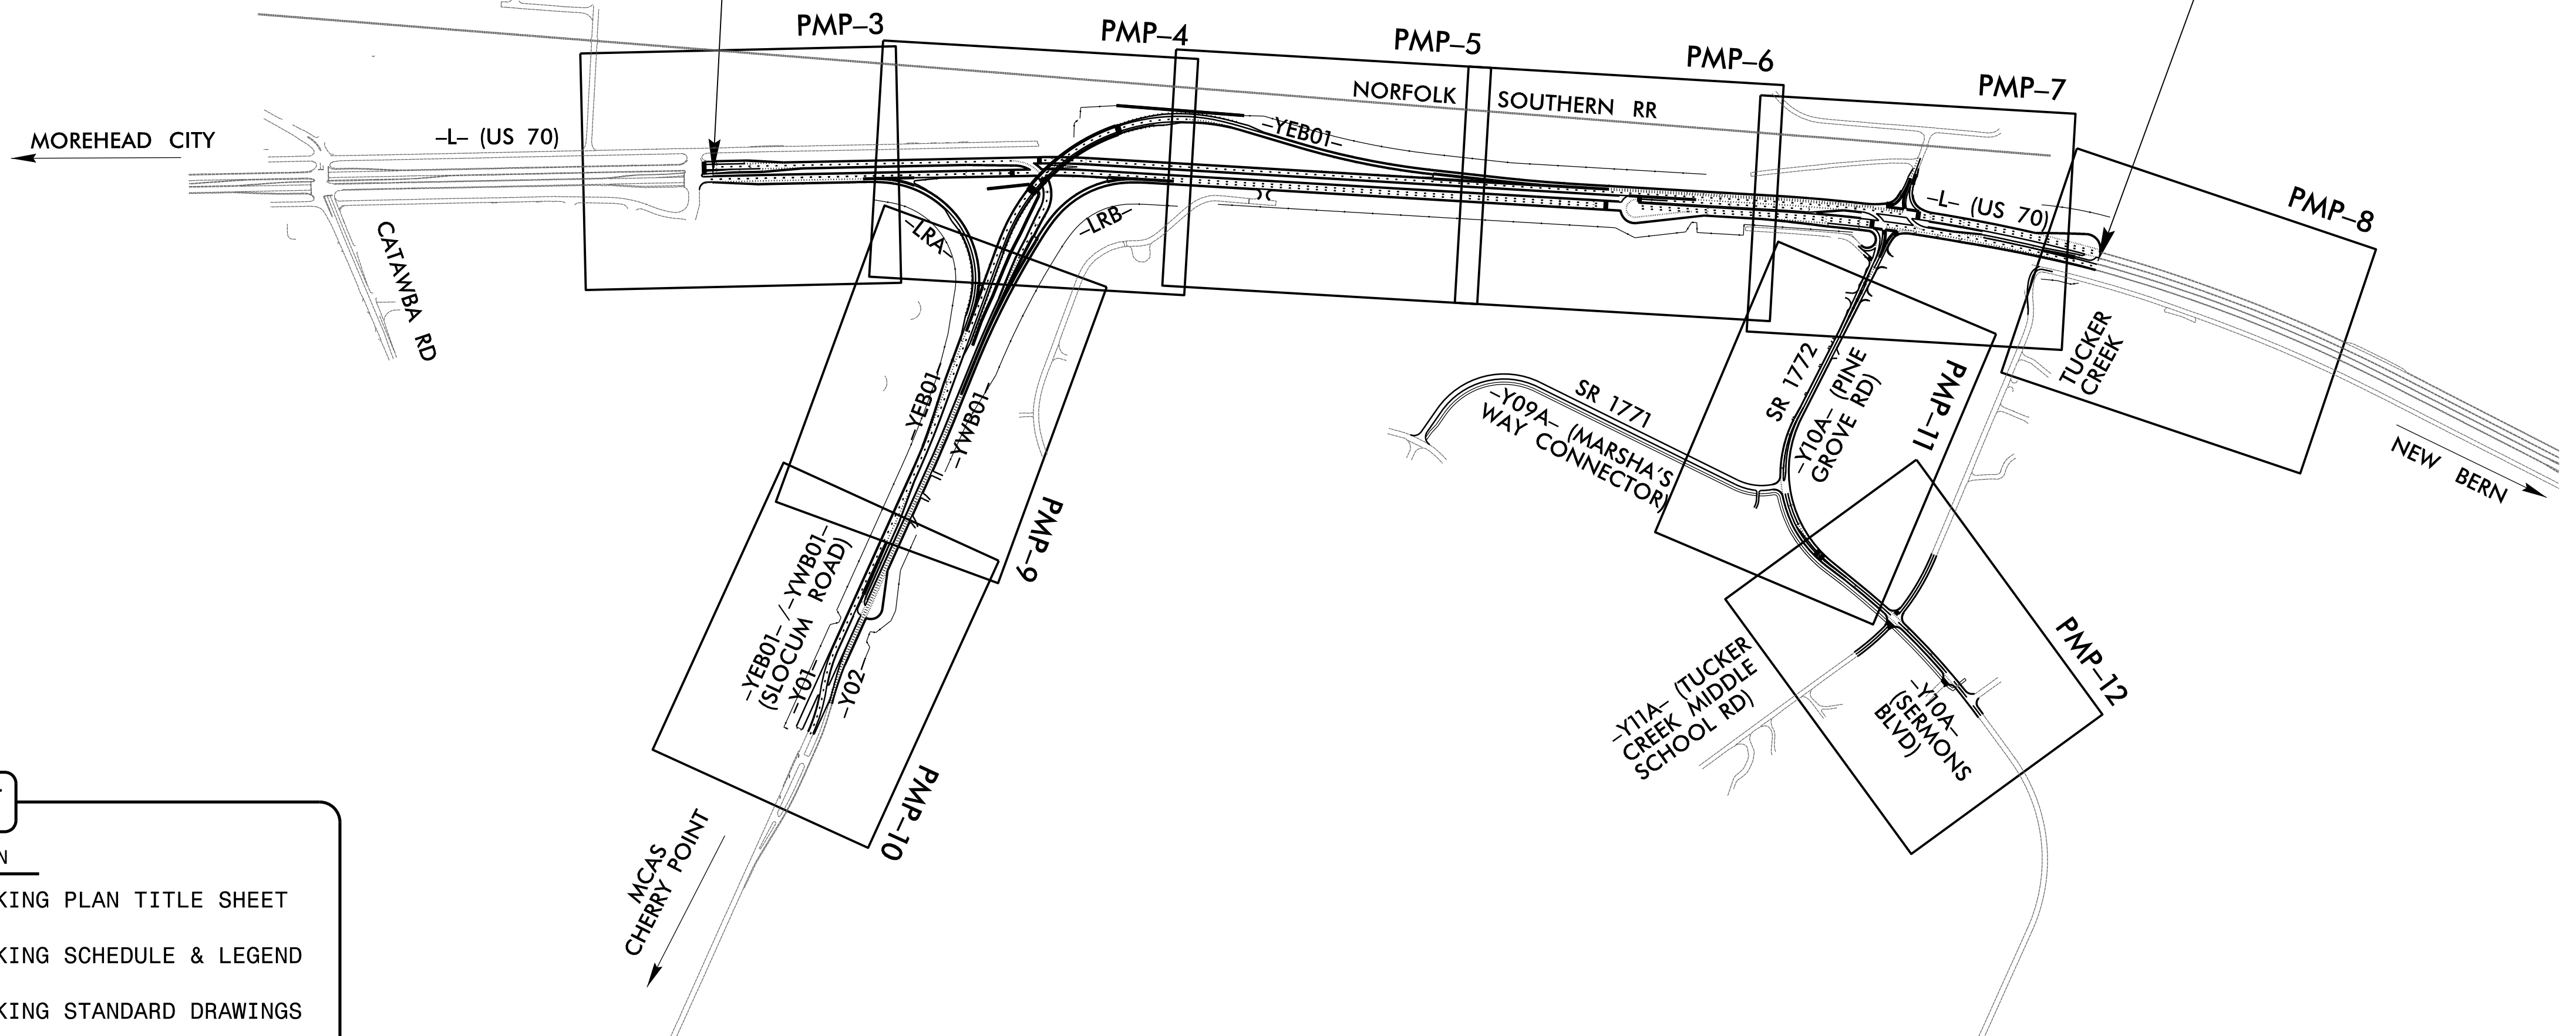 PMP–3
PMP–4
PMP–5
PMP–6
PMP–7
PMP–8
NORFOLK SOUTHERN RR
MOREHEAD CITY
–L– (US 70)
–YEB01–
–L– (US 70)
CATAWBA RD
–LRA–
–LRB–
TUCKER
CREEK
NEW BERN
SR 1772
–Y10A– (PINE
GROVE RD)
PMP–11
SR 1771
–Y09A– (MARSHA'S
WAY CONNECTOR)
–YEB01–
–YWB01–
PMP–9
–YEB01– / –YWB01–
(SLOCUM ROAD)
–Y01–
–Y02–
PMP–10
MCAS
CHERRY POINT
–Y11A– (TUCKER
CREEK MIDDLE
SCHOOL RD)
–Y10A–
(SERMONS
BLVD)
PMP–12
KING PLAN TITLE SHEET
KING SCHEDULE & LEGEND
KING STANDARD DRAWINGS